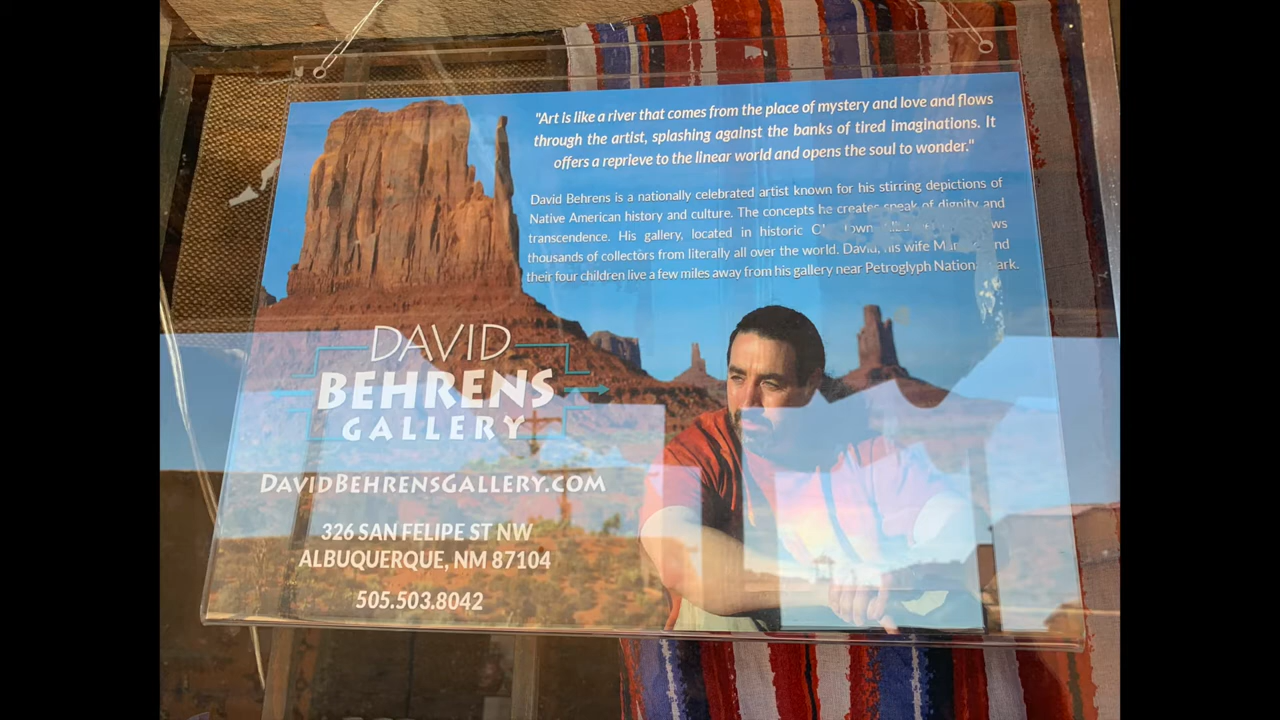 "Art is like a river that comes from the place of mystery and love and flows
through the artist, splashing against the banks of tired imaginations. It
offers a reprieve to the linear world and opens the soul to wonder."
David Behrens is a nationally celebrated artist known for his stirring depictions of
Native American history and culture. The concepts he creates speak of dignity and
transcendence. His gallery, located in historic
thousands of collectors from literally all over the world. David, his wife
their four children live a few miles away from his gallery near Petroglyph
DAVID
BEHRENS
GALLERY
DAVIDBEHRENSGALLERY.COM
326 SAN FELIPE ST NW
ALBUQUERQUE, NM 87104
505.503.8042